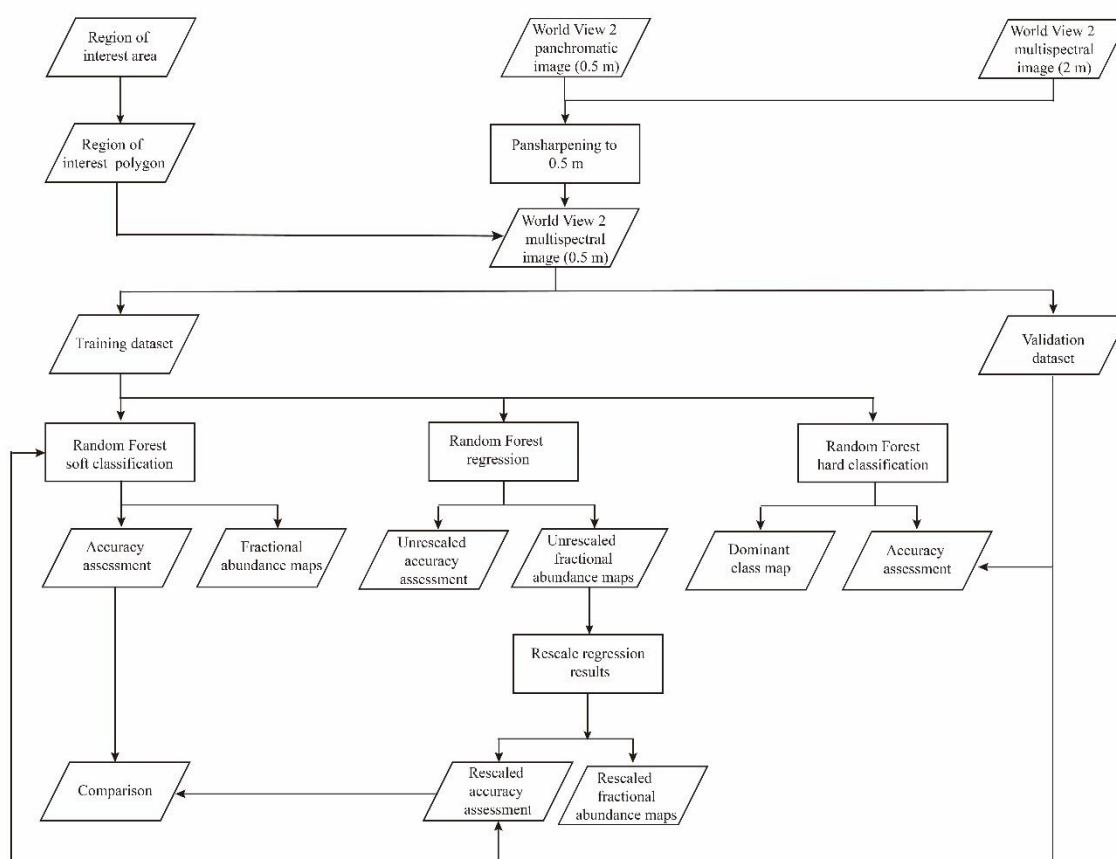 Region of
interest area
World View 2
panchromatic
image (0.5 m)
World View 2
multispectral
image (2 m)
Region of
interest polygon
Pansharpening to
0.5 m
World View 2
multispectral
image (0.5 m)
Training dataset
Validation
dataset
Random Forest
soft classification
Random Forest
regression
Random Forest
hard classification
Accuracy
assessment
Fractional
abundance maps
Unrescaled
accuracy
assessment
Unrescaled
fractional
abundance maps
Dominant
class map
Accuracy
assessment
Rescale regression
results
Comparison
Rescaled
accuracy
assessment
Rescaled
fractional
abundance maps